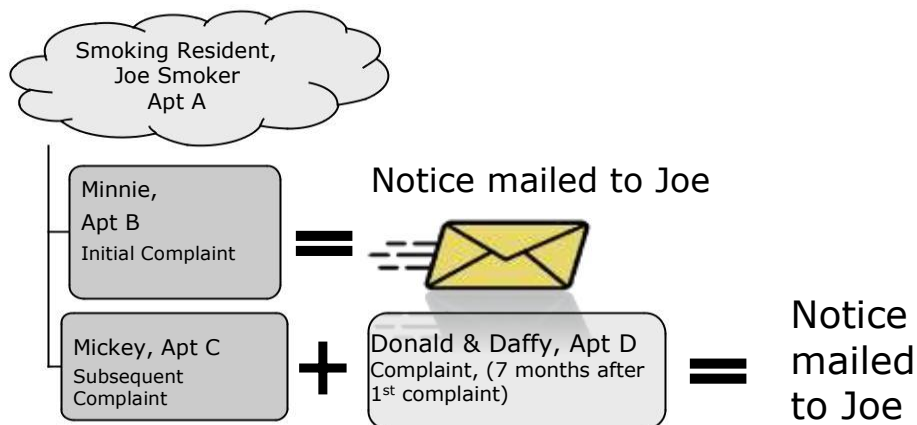 Smoking Resident,
Joe Smoker
Apt A
Minnie,
Apt B
Initial Complaint
Notice mailed to Joe
Mickey, Apt C
Subsequent
Complaint
Donald & Daffy, Apt D
Complaint, (7 months after
1st complaint)
Notice
mailed
to Joe